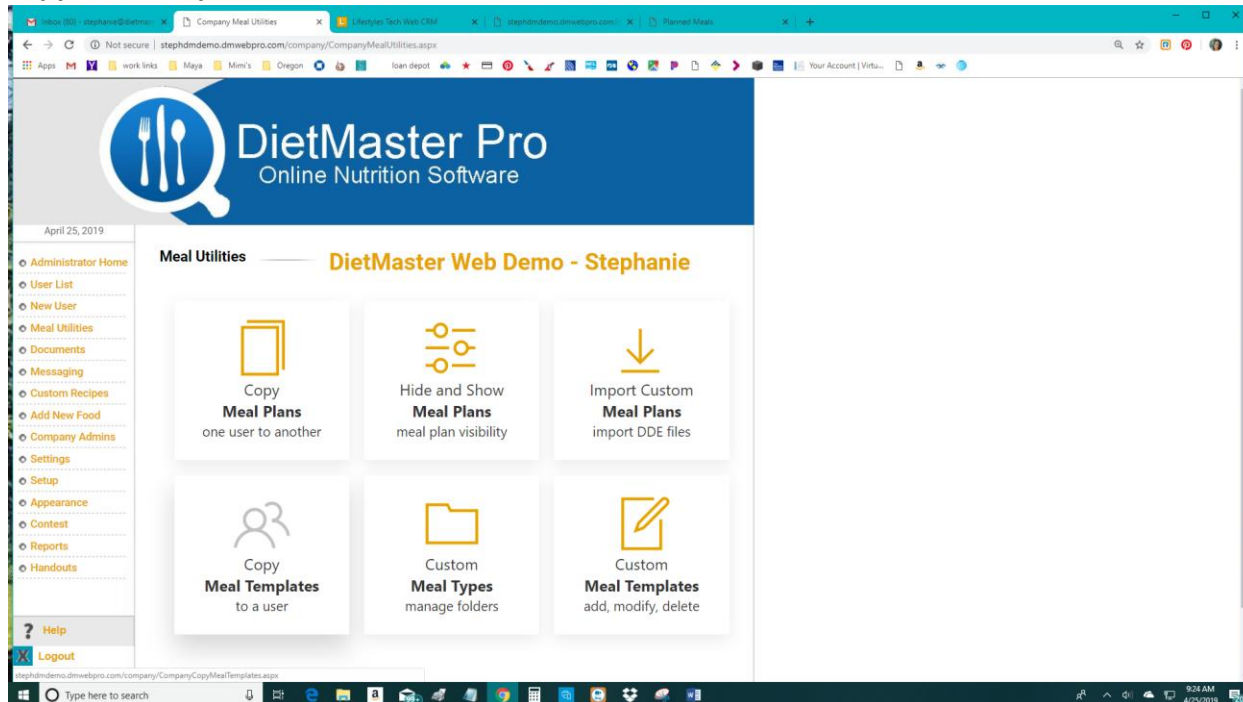 Inbox (80) - stephanie@dietmas
Company Meal Utilities
Lifestyles Tech Web CRM
stephdmdemo.dmwebpro.com/
Planned Meals
Not secure | stephdmdemo.dmwebpro.com/company/CompanyMealUtilities.aspx
Apps
work links
Maya
Mimi's
Oregon
loan depot
Your Account | Virtu...
DietMaster Pro
Online Nutrition Software
April 25, 2019
Administrator Home
User List
New User
Meal Utilities
Documents
Messaging
Custom Recipes
Add New Food
Company Admins
Settings
Setup
Appearance
Contest
Reports
Handouts
? Help
X Logout
Meal Utilities
DietMaster Web Demo - Stephanie
Copy
Meal Plans
one user to another
Hide and Show
Meal Plans
meal plan visibility
Import Custom
Meal Plans
import DDE files
Copy
Meal Templates
to a user
Custom
Meal Types
manage folders
Custom
Meal Templates
add, modify, delete
stephdmdemo.dmwebpro.com/company/CompanyCopyMealTemplates.aspx
Type here to search
9:24 AM
4/25/2019